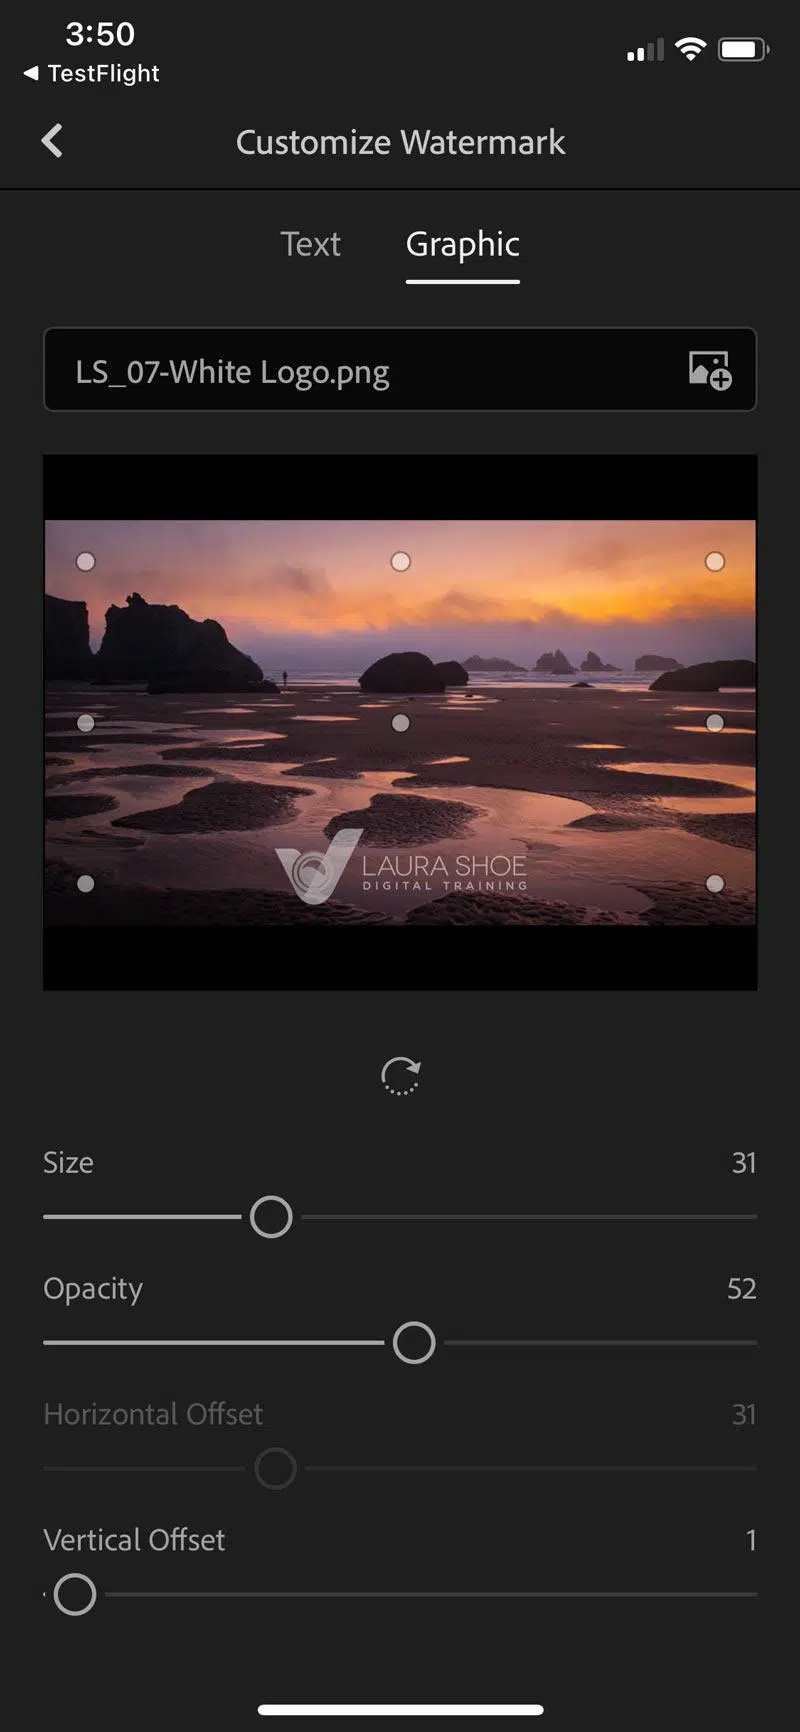 3:50
◀ TestFlight
Customize Watermark
Text Graphic
LS_07-White Logo.png
LAURA SHOE
DIGITAL TRAINING
Size 31
Opacity 52
Horizontal Offset 31
Vertical Offset 1